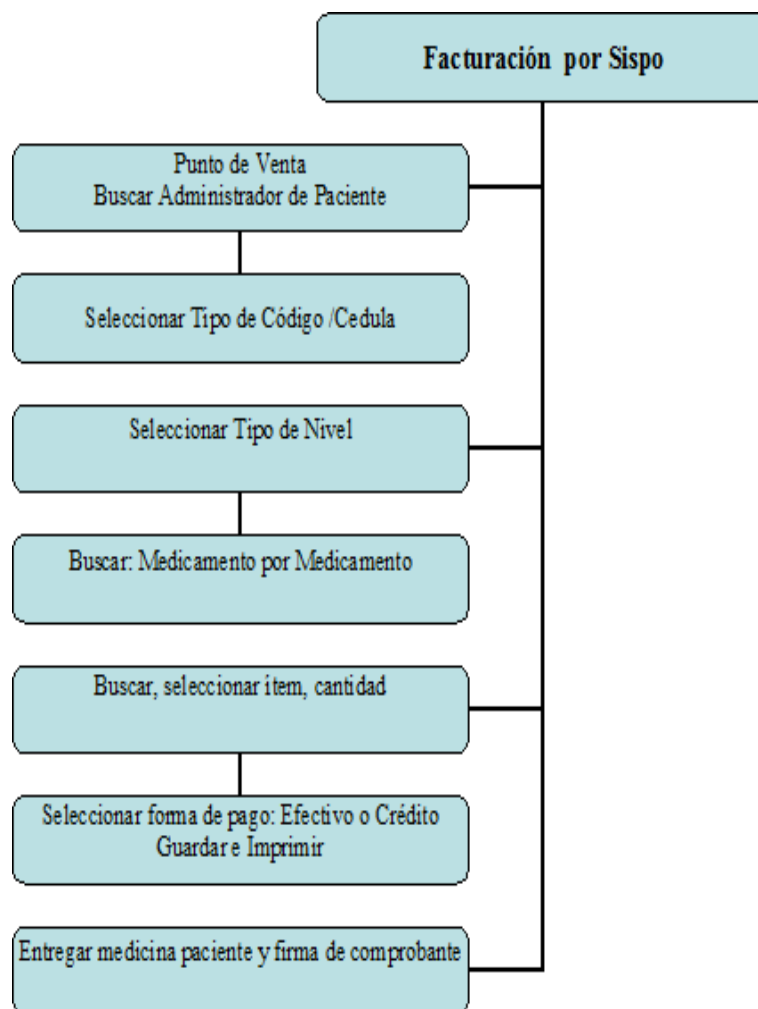 Facturación por Sispo
Punto de Venta
Buscar Administrador de Paciente
Seleccionar Tipo de Código /Cedula
Seleccionar Tipo de Nivel
Buscar: Medicamento por Medicamento
Buscar, seleccionar ítem, cantidad
Seleccionar forma de pago: Efectivo o Crédito
Guardar e Imprimir
Entregar medicina paciente y firma de comprobante